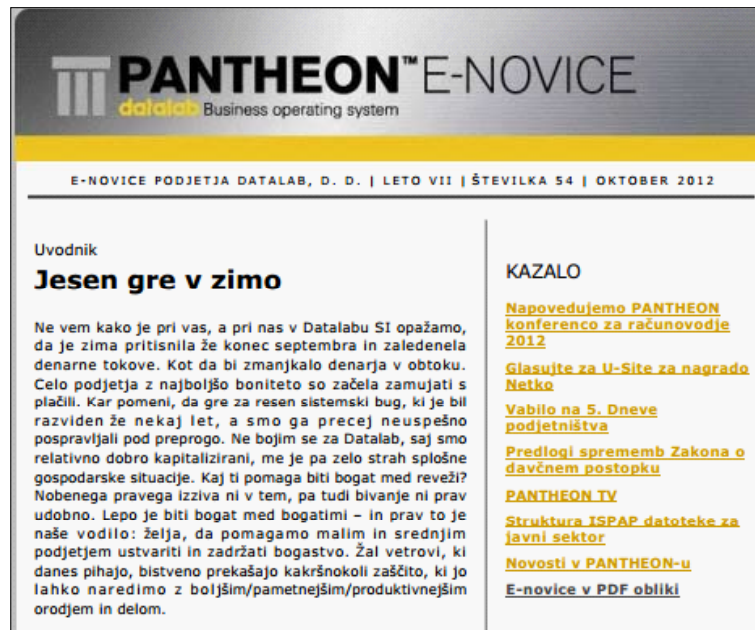 PANTHEON™ E-NOVICE
datalab Business operating system
E-NOVICE PODJETJA DATALAB, D. D. | LETO VII | ŠTEVILKA 54 | OKTOBER 2012
Uvodnik
Jesen gre v zimo
Ne vem kako je pri vas, a pri nas v Datalabu SI opažamo,
da je zima pritisnila že konec septembra in zaledenela
denarne tokove. Kot da bi zmanjkalo denarja v obtoku.
Celo podjetja z najboljšo boniteto so začela zamujati s
plačili. Kar pomeni, da gre za resen sistemski bug, ki je bil
razviden že nekaj let, a smo ga precej neuspešno
pospravljali pod preprogo. Ne bojim se za Datalab, saj smo
relativno dobro kapitalizirani, me je pa zelo strah splošne
gospodarske situacije. Kaj ti pomaga biti bogat med reveži?
Nobenega pravega izziva ni v tem, pa tudi bivanje ni prav
udobno. Lepo je biti bogat med bogatimi – in prav to je
naše vodilo: želja, da pomagamo malim in srednjim
podjetjem ustvariti in zadržati bogastvo. Žal vetrovi, ki
danes pihajo, bistveno prekašajo kakršnokoli zaščito, ki jo
lahko naredimo z boljšim/pametnejšim/produktivnejšim
orodjem in delom.
KAZALO
Napovedujemo PANTHEON
konferenco za računovodje
2012
Glasujte za U-Site za nagrado
Netko
Vabilo na 5. Dneve
podjetništva
Predlogi sprememb Zakona o
davčnem postopku
PANTHEON TV
Struktura ISPAP datoteke za
javni sektor
Novosti v PANTHEON-u
E-novice v PDF obliki